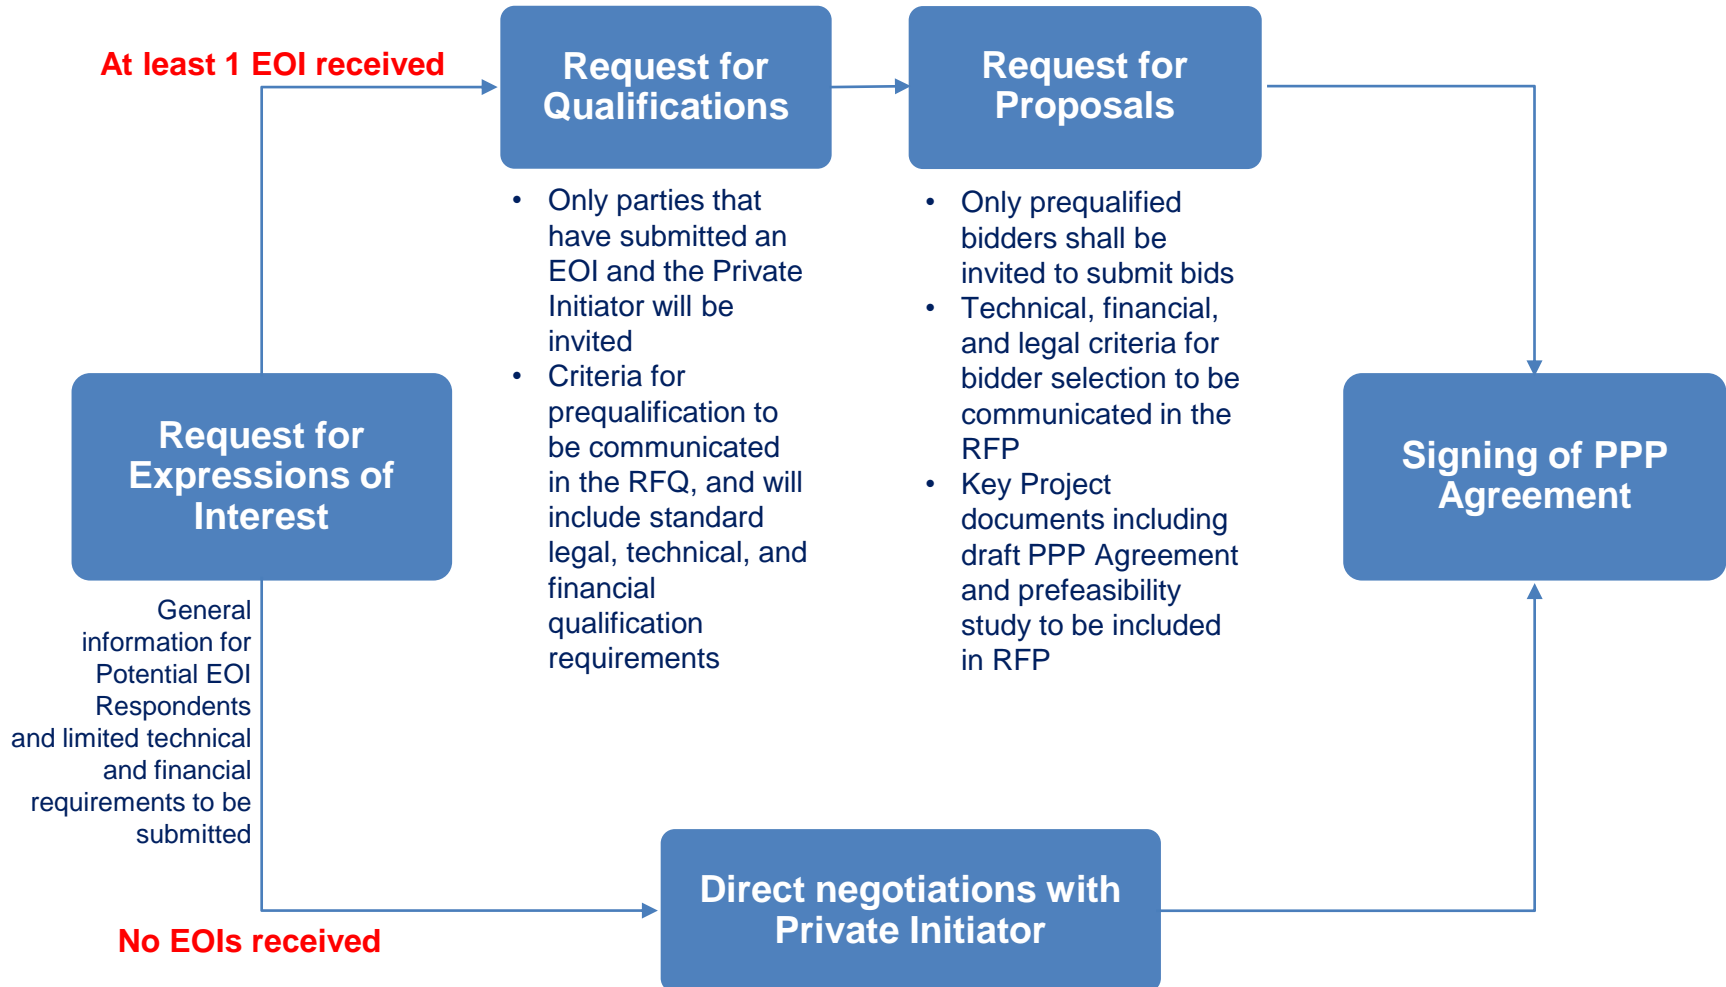 At least 1 EOI received
Request for
Qualifications
Request for
Proposals
• Only parties that
have submitted an
EOI and the Private
Initiator will be
invited
• Criteria for
prequalification to
be communicated
in the RFQ, and will
include standard
legal, technical, and
financial
qualification
requirements
• Only prequalified
bidders shall be
invited to submit bids
• Technical, financial,
and legal criteria for
bidder selection to be
communicated in the
RFP
• Key Project
documents including
draft PPP Agreement
and prefeasibility
study to be included
in RFP
Request for
Expressions of
Interest
Signing of PPP
Agreement
General
information for
Potential EOI
Respondents
and limited technical
and financial
requirements to be
submitted
No EOIs received
Direct negotiations with
Private Initiator